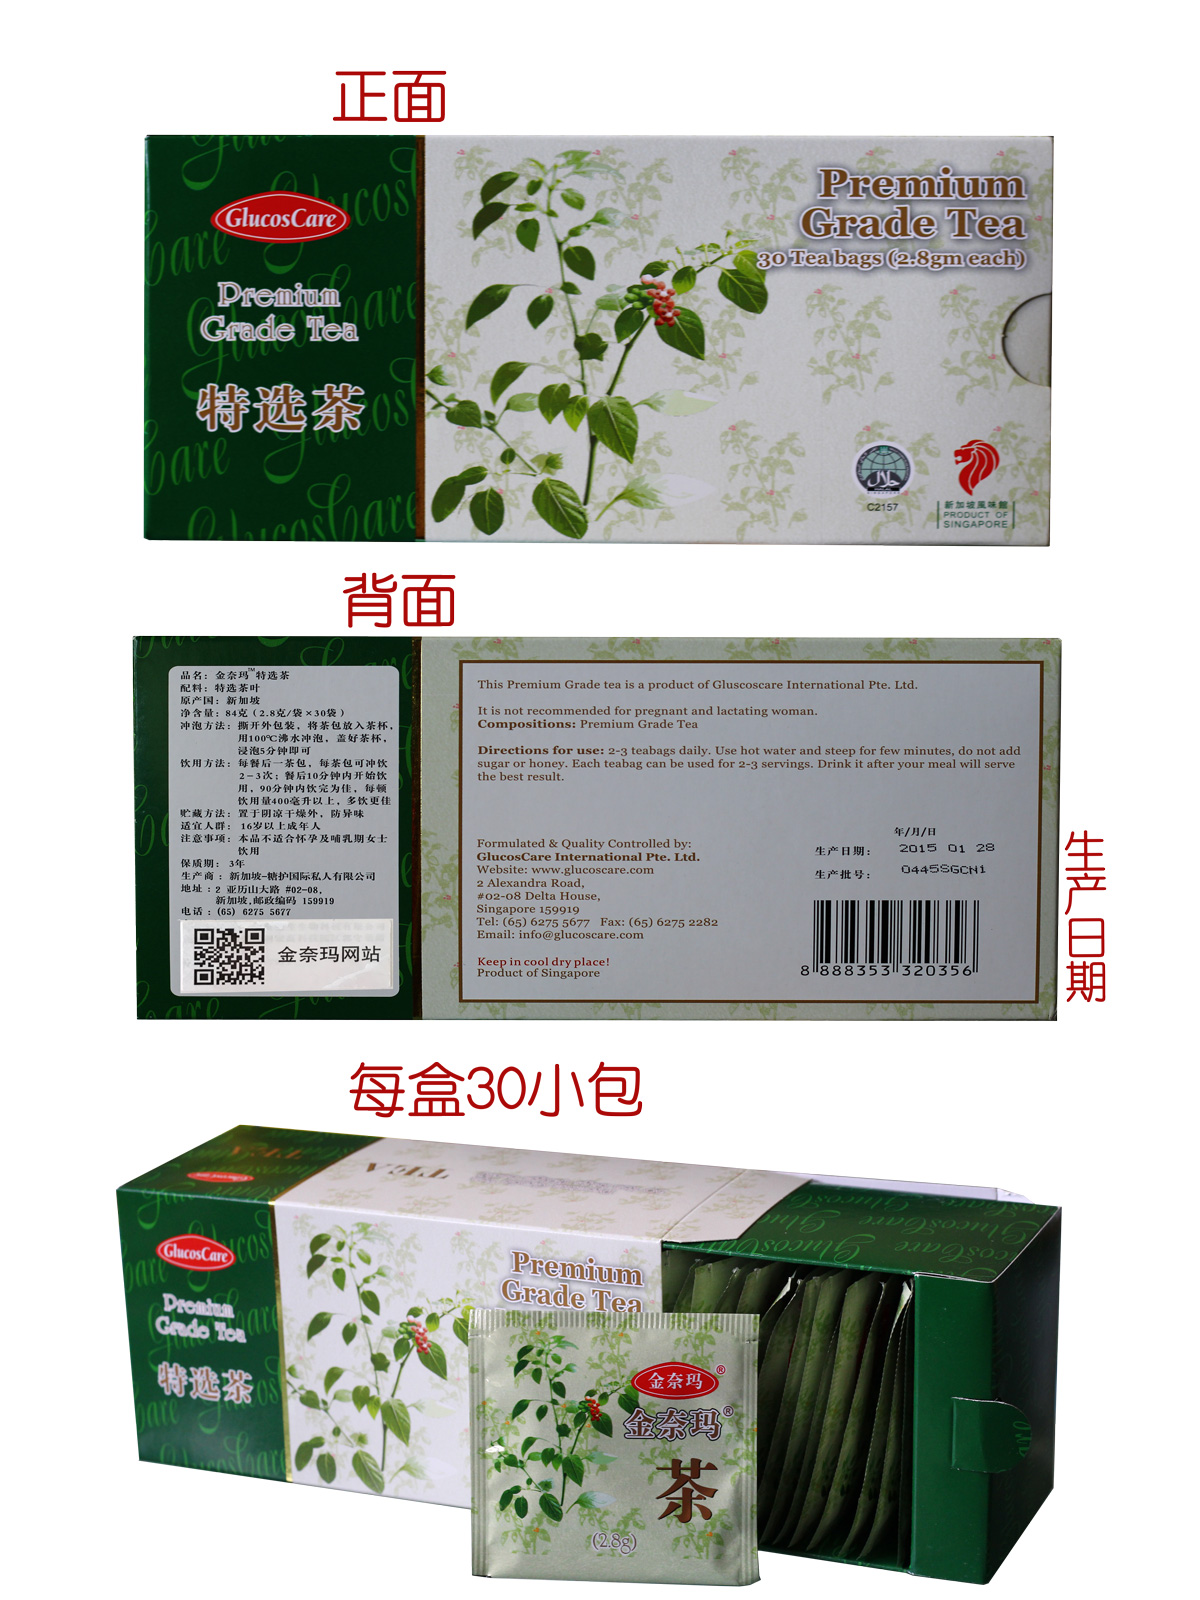 正面
GlucosCare
Premium
Grade Tea
特选茶
Premium
Grade Tea
30 Tea bags (2.8gm each)
C2157
新加坡風味館
PRODUCT OF
SINGAPORE
背面
品名：金奈玛™特选茶
配料：特选茶叶
原产国：新加坡
净含量：84克（2.8克/袋×30袋）
冲泡方法：撕开外包装，将茶包放入茶杯，
用100℃沸水冲泡，盖好茶杯，
浸泡5分钟即可
饮用方法：每餐后一茶包，每茶包可冲饮
2－3次；餐后10分钟内开始饮
用，90分钟内饮完为佳，每顿
饮用量400毫升以上，多饮更佳
贮藏方法：置于阴凉干燥外，防异味
适宜人群：16岁以上成年人
注意事项：本品不适合怀孕及哺乳期女士
饮用
保质期：3年
生产商：新加坡-糖护国际私人有限公司
地址：2 亚历山大路 #02-08,
新加坡,邮政编码 159919
电话：(65) 6275 5677
金奈玛网站
This Premium Grade tea is a product of Gluscoscare International Pte. Ltd.
It is not recommended for pregnant and lactating woman.
Compositions: Premium Grade Tea
Directions for use: 2-3 teabags daily. Use hot water and steep for few minutes, do not add
sugar or honey. Each teabag can be used for 2-3 servings. Drink it after your meal will serve
the best result.
Formulated & Quality Controlled by:
GlucosCare International Pte. Ltd.
Website: www.glucoscare.com
2 Alexandra Road,
#02-08 Delta House,
Singapore 159919
Tel: (65) 6275 5677 Fax: (65) 6275 2282
Email: info@glucoscare.com
Keep in cool dry place!
Product of Singapore
年/月/日
生产日期： 2015 01 28
生产批号： 0445SGCN1
8 888353 320356
生产日期
每盒30小包
GlucosCare
GlucosCare
Premium
Grade Tea
特选茶
Premium
Grade Tea
金奈玛®
金奈玛®
茶
(2.8g)